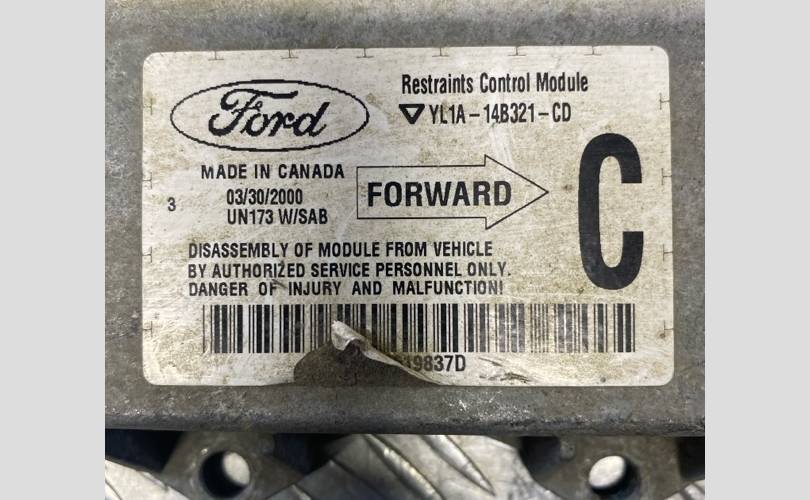 Ford
Restraints Control Module
YL1A-14B321-CD
MADE IN CANADA
03/30/2000
UN173 W/SAB
3
FORWARD
C
DISASSEMBLY OF MODULE FROM VEHICLE
BY AUTHORIZED SERVICE PERSONNEL ONLY.
DANGER OF INJURY AND MALFUNCTION!
9837D